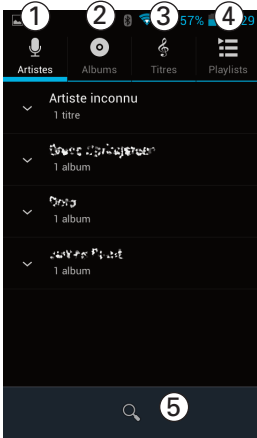 1 2 3 4
57% 29
Artistes Albums Titres Playlists
Artiste inconnu
1 titre
1 album
1 album
1 album
5